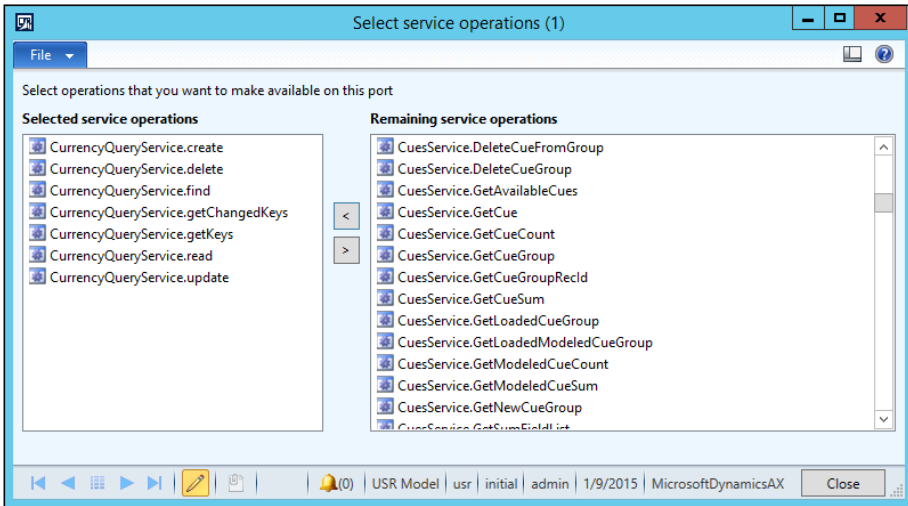 Select service operations (1)
File
Select operations that you want to make available on this port
Selected service operations
CurrencyQueryService.create
CurrencyQueryService.delete
CurrencyQueryService.find
CurrencyQueryService.getChangedKeys
CurrencyQueryService.getKeys
CurrencyQueryService.read
CurrencyQueryService.update
<
>
Remaining service operations
CuesService.DeleteCueFromGroup
CuesService.DeleteCueGroup
CuesService.GetAvailableCues
CuesService.GetCue
CuesService.GetCueCount
CuesService.GetCueGroup
CuesService.GetCueGroupRecId
CuesService.GetCueSum
CuesService.GetLoadedCueGroup
CuesService.GetLoadedModeledCueGroup
CuesService.GetModeledCueCount
CuesService.GetModeledCueSum
CuesService.GetNewCueGroup
CuesService.GetSumFieldList
(0) USR Model usr initial admin 1/9/2015 MicrosoftDynamicsAX Close